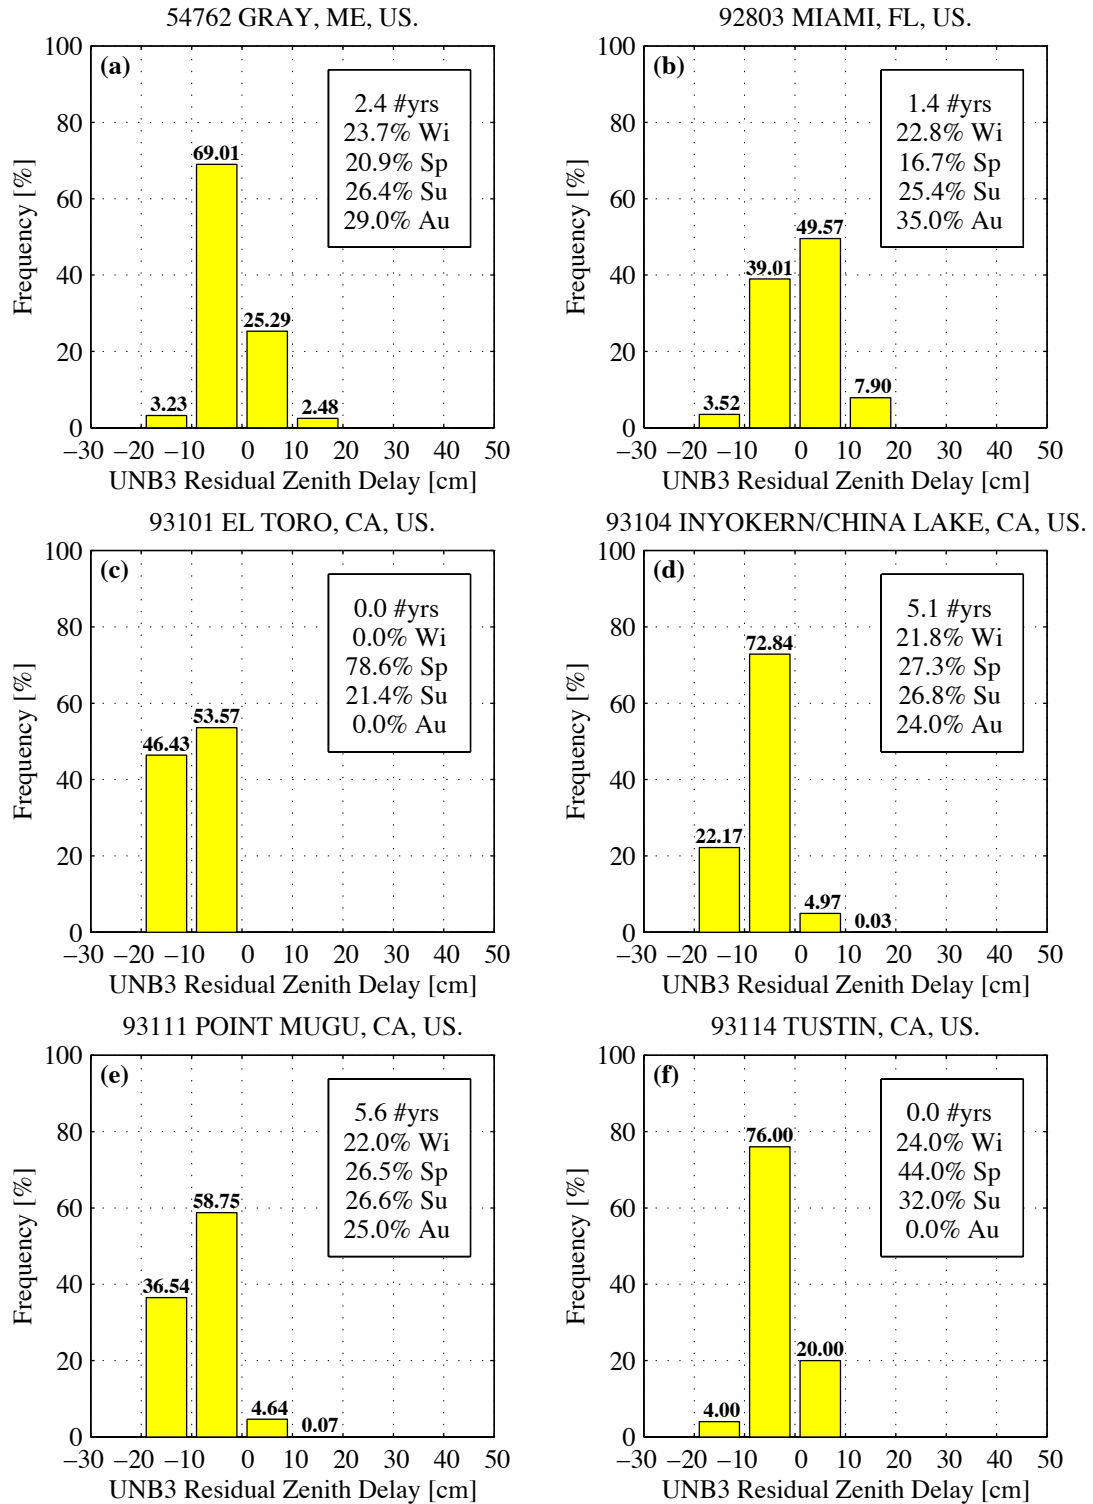 54762 GRAY, ME, US.
(a)
2.4 #yrs
23.7% Wi
20.9% Sp
26.4% Su
29.0% Au
100
80
60
40
20
0
Frequency [%]
3.23
69.01
25.29
2.48
−30 −20 −10 0 10 20 30 40 50
UNB3 Residual Zenith Delay [cm]
92803 MIAMI, FL, US.
(b)
1.4 #yrs
22.8% Wi
16.7% Sp
25.4% Su
35.0% Au
100
80
60
40
20
0
Frequency [%]
3.52
39.01
49.57
7.90
−30 −20 −10 0 10 20 30 40 50
UNB3 Residual Zenith Delay [cm]
93101 EL TORO, CA, US.
(c)
0.0 #yrs
0.0% Wi
78.6% Sp
21.4% Su
0.0% Au
100
80
60
40
20
0
Frequency [%]
46.43
53.57
−30 −20 −10 0 10 20 30 40 50
UNB3 Residual Zenith Delay [cm]
93104 INYOKERN/CHINA LAKE, CA, US.
(d)
5.1 #yrs
21.8% Wi
27.3% Sp
26.8% Su
24.0% Au
100
80
60
40
20
0
Frequency [%]
22.17
72.84
4.97
0.03
−30 −20 −10 0 10 20 30 40 50
UNB3 Residual Zenith Delay [cm]
93111 POINT MUGU, CA, US.
(e)
5.6 #yrs
22.0% Wi
26.5% Sp
26.6% Su
25.0% Au
100
80
60
40
20
0
Frequency [%]
36.54
58.75
4.64
0.07
−30 −20 −10 0 10 20 30 40 50
UNB3 Residual Zenith Delay [cm]
93114 TUSTIN, CA, US.
(f)
0.0 #yrs
24.0% Wi
44.0% Sp
32.0% Su
0.0% Au
100
80
60
40
20
0
Frequency [%]
4.00
76.00
20.00
−30 −20 −10 0 10 20 30 40 50
UNB3 Residual Zenith Delay [cm]